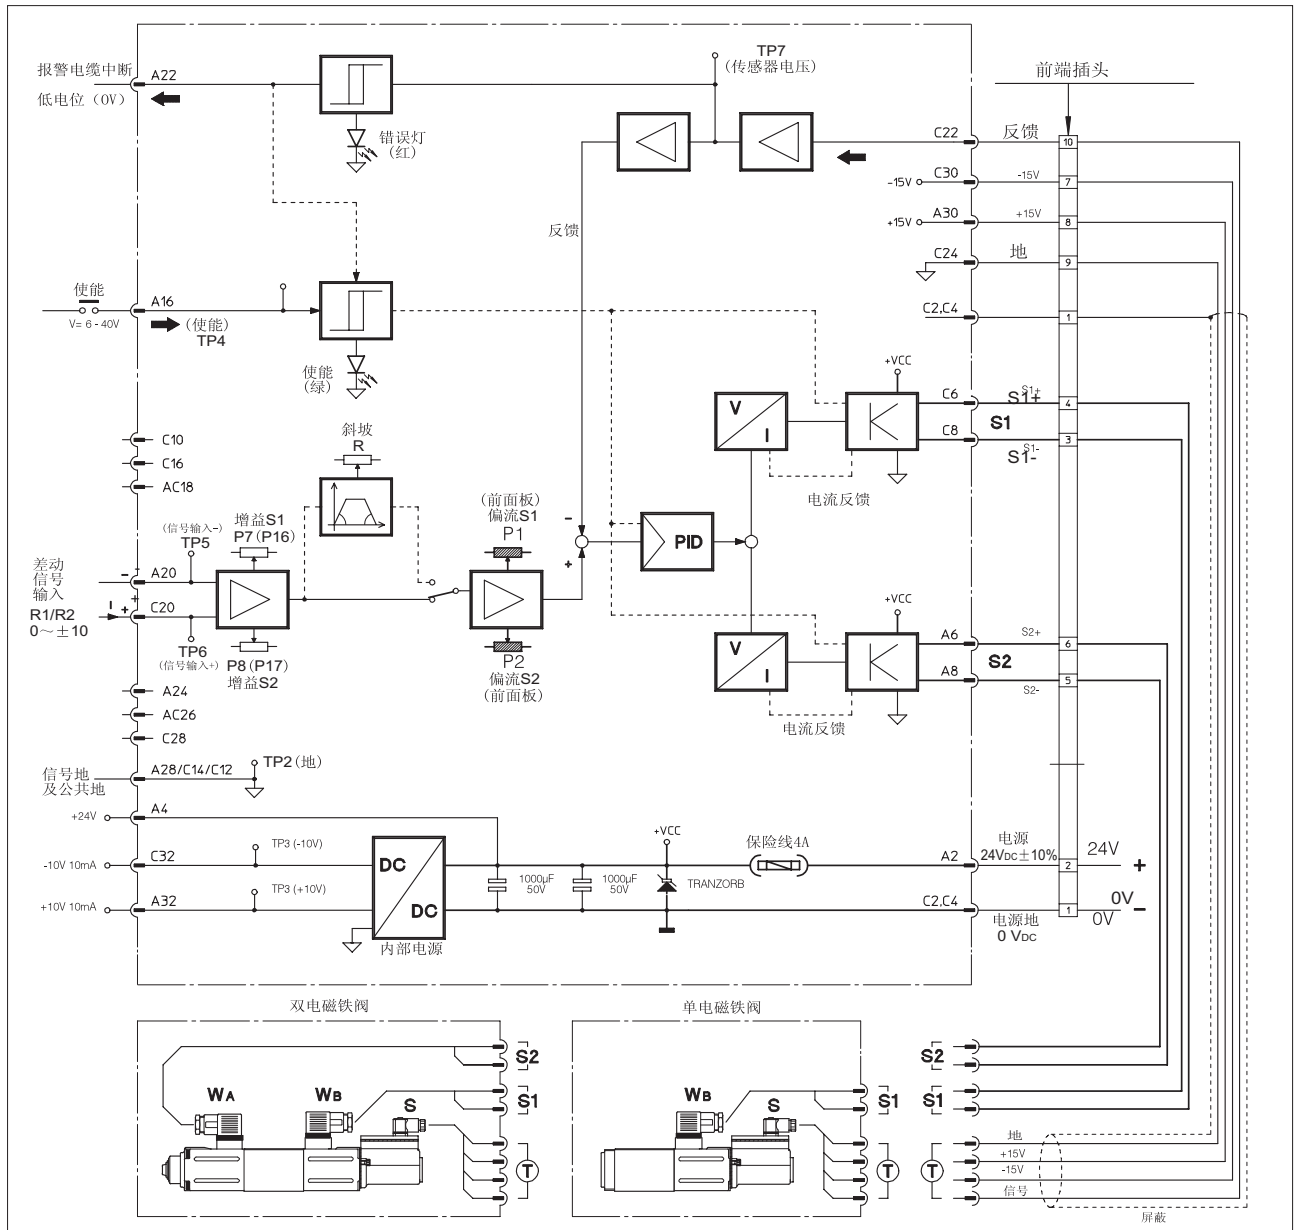 TP7
(传感器电压)
前端插头
报警电缆中断
A22
低电位（0V）
错误灯
(红)
C22
反馈
10
C30
-15V
-15V
7
A30
+15V
+15V
8
反馈
C24
地
9
使能
A16
V= 6 - 40V
(使能)
TP4
C2,C4
1
使能
(绿)
+VCC
C6
S1+
S1+
4
V
I
S1
C8
S1-
S1-
3
电流反馈
C10
C16
AC18
斜坡
R
(前面板)
偏流S1
P1
增益S1
P7(P16)
(信号输入-)
TP5
-
PID
+
差动
信号
输入
- A20 -
I + C20 +
R1/R2
0～±10
TP6
(信号输入+)
P8(P17)
增益S2
P2
偏流S2
(前面板)
+VCC
V
I
A6
S2+
6
S2
A8
S2-
5
电流反馈
A24
AC26
C28
信号地
及公共地
A28/C14/C12
TP2(地)
+24V
A4
-10V 10mA
C32
TP3 (-10V)
DC
DC
内部电源
1000µF
50V
1000µF
50V
+VCC
TRANZORB
保险线4A
A2
电源
24VDC±10%
2
24V
+
+10V 10mA
A32
TP3 (+10V)
C2,C4
电源地
0 VDC
1
0V
0V
-
双电磁铁阀
单电磁铁阀
WA
WB
S
S2
S1
T
WB
S
S1
T
S2
S1
T
地
+15V
-15V
信号
屏蔽